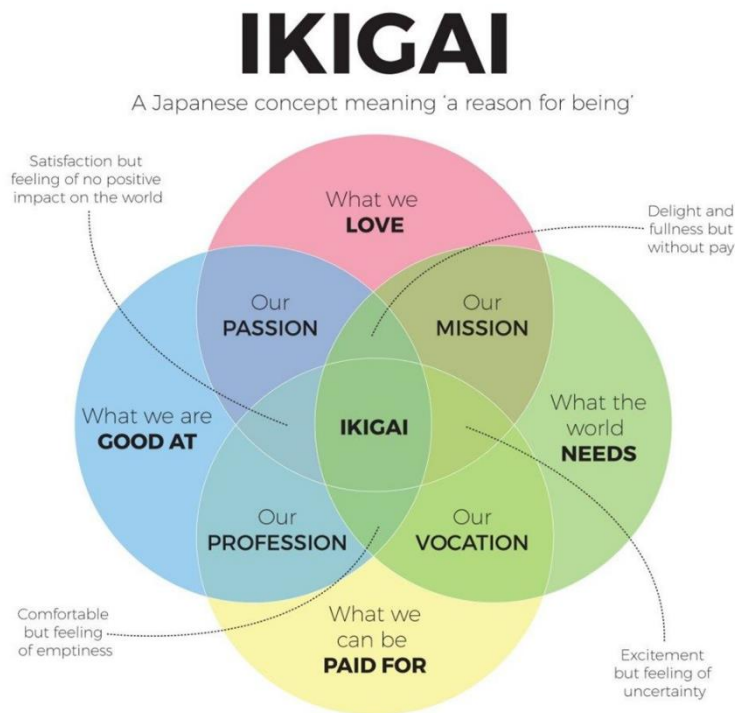 IKIGAI
A Japanese concept meaning ‘a reason for being’
Satisfaction but
feeling of no positive
impact on the world
What we
LOVE
Delight and
fullness but
without pay
Our
PASSION
Our
MISSION
What we are
GOOD AT
IKIGAI
What the
world
NEEDS
Our
PROFESSION
Our
VOCATION
Comfortable
but feeling
of emptiness
What we
can be
PAID FOR
Excitement
but feeling of
uncertainty